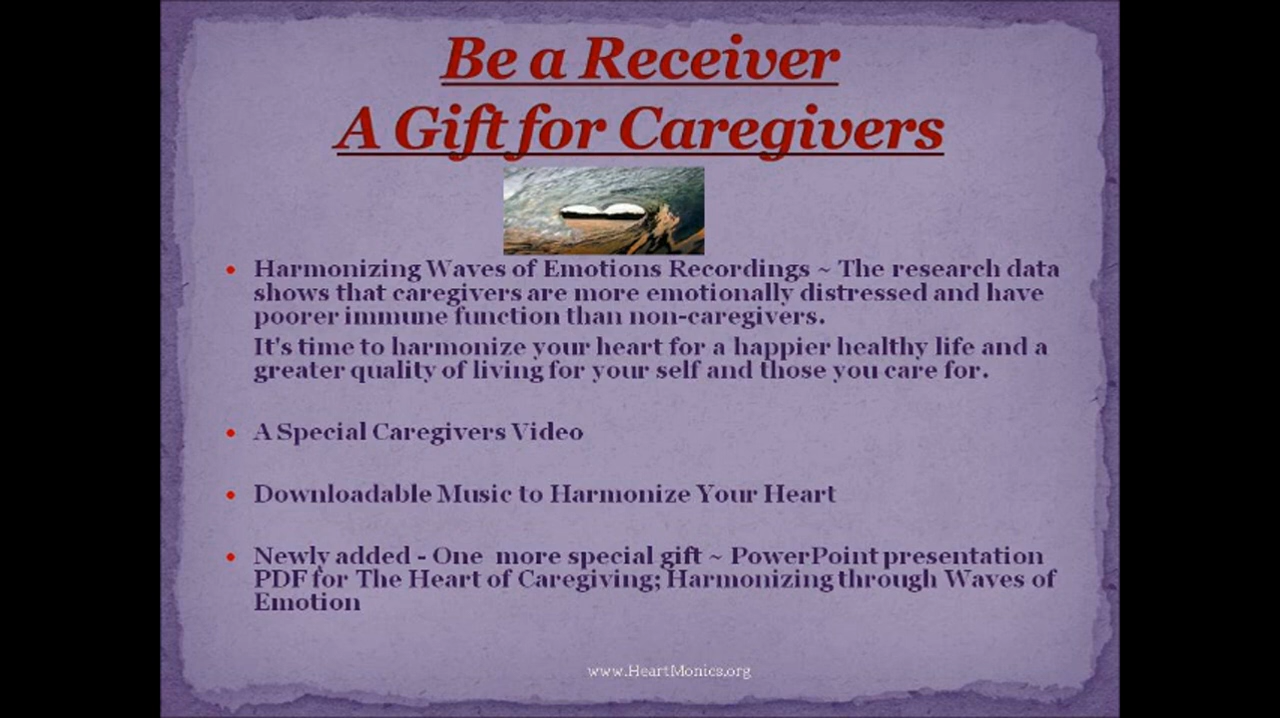 Be a Receiver
A Gift for Caregivers
• Harmonizing Waves of Emotions Recordings ~ The research data
shows that caregivers are more emotionally distressed and have
poorer immune function than non-caregivers.
It's time to harmonize your heart for a happier healthy life and a
greater quality of living for your self and those you care for.
• A Special Caregivers Video
• Downloadable Music to Harmonize Your Heart
• Newly added - One more special gift ~ PowerPoint presentation
PDF for The Heart of Caregiving; Harmonizing through Waves of
Emotion
www.HeartMonics.org